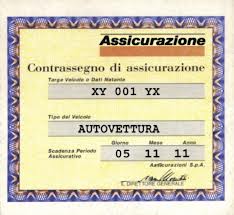 Assicurazione
Contrassegno di assicurazione
Targa Veicolo o Dati Natante
XY 001 YX
Tipo del Veicolo
AUTOVETTURA
Giorno Mese Anno
Scadenza Periodo
Assicurativo
05 11 11
Assicurazioni S.p.A.
IL DIRETTORE GENERALE